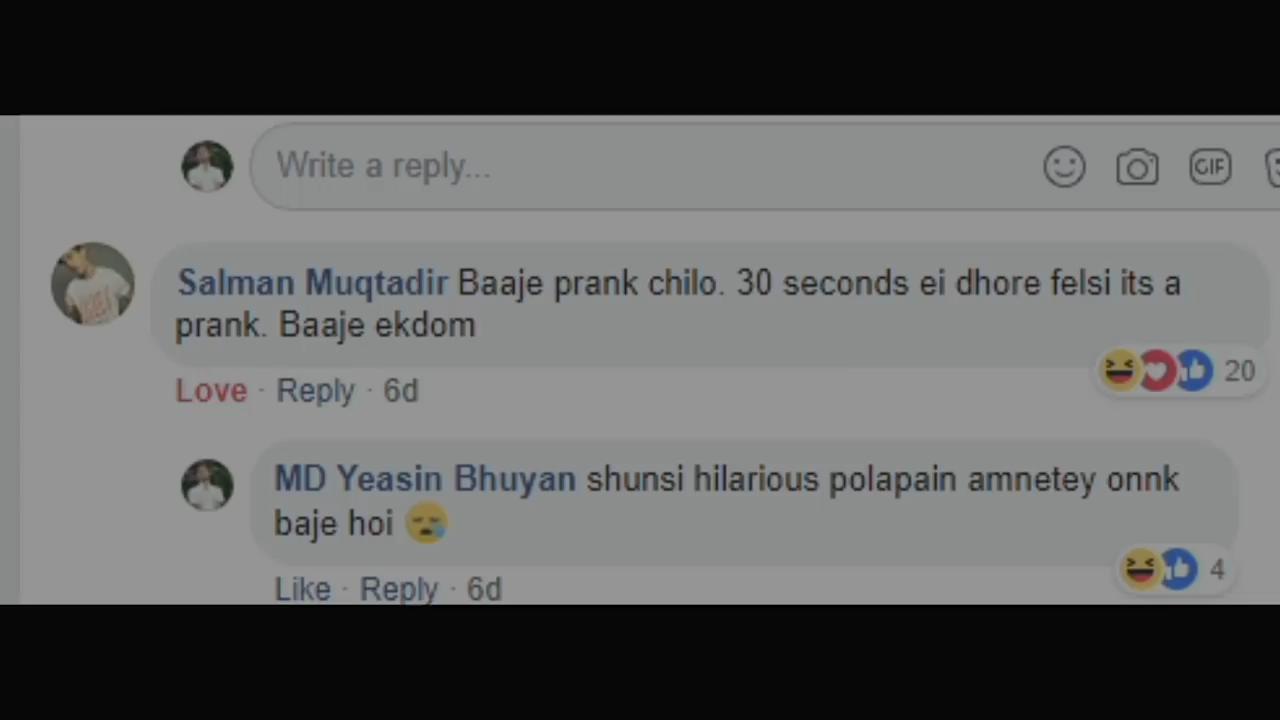 Write a reply...
GIF
Salman Muqtadir Baaje prank chilo. 30 seconds ei dhore felsi its a
prank. Baaje ekdom
20
Love · Reply · 6d
MD Yeasin Bhuyan shunsi hilarious polapain amnetey onnk
baje hoi 😪
4
Like · Reply · 6d